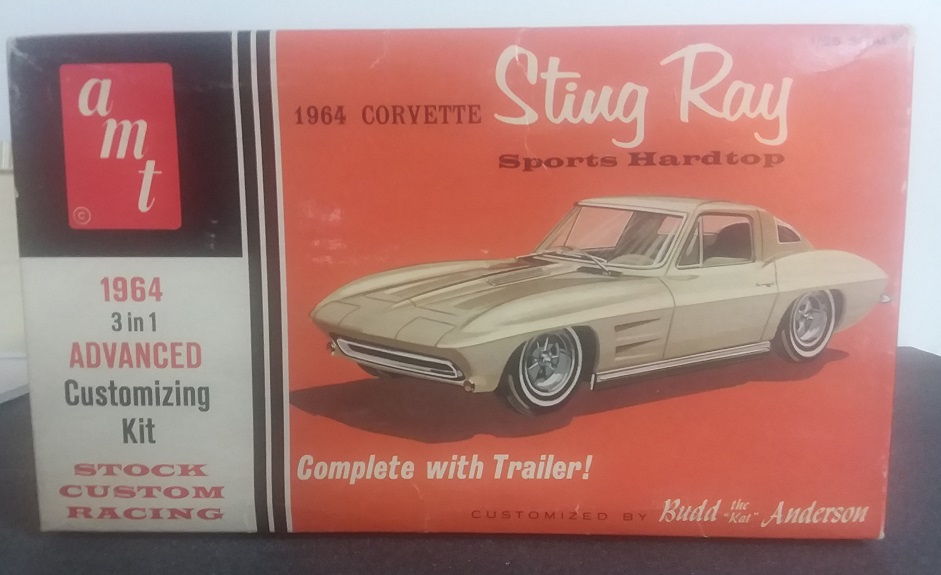 a
m
t
©
1964
3 in 1
ADVANCED
Customizing
Kit
STOCK
CUSTOM
RACING
1964 CORVETTE Sting Ray
Sports Hardtop
Complete with Trailer!
CUSTOMIZED BY Budd the "Kat" Anderson